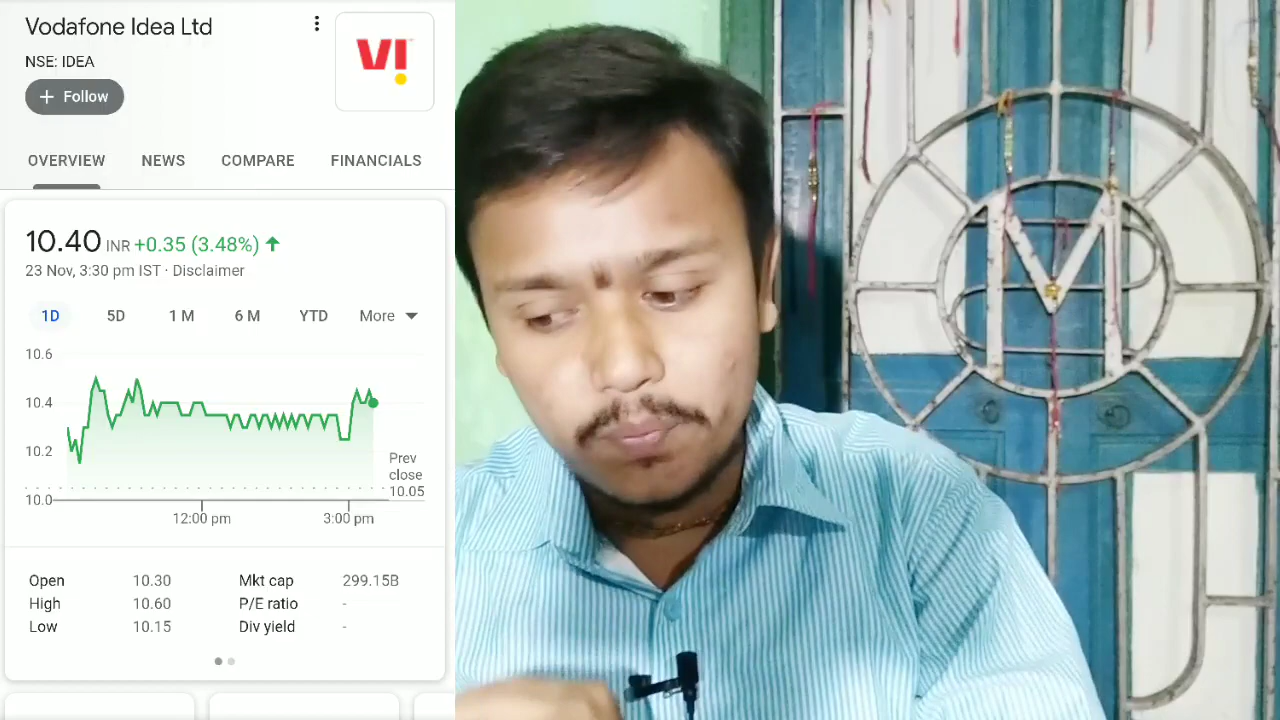 Vodafone Idea Ltd
NSE: IDEA
+ Follow
VI
OVERVIEW NEWS COMPARE FINANCIALS
10.40 INR +0.35 (3.48%) ↑
23 Nov, 3:30 pm IST · Disclaimer
1D 5D 1 M 6 M YTD More
10.6
10.4
10.2
10.0
Prev
close
10.05
12:00 pm 3:00 pm
Open 10.30 Mkt cap 299.15B
High 10.60 P/E ratio -
Low 10.15 Div yield -
M